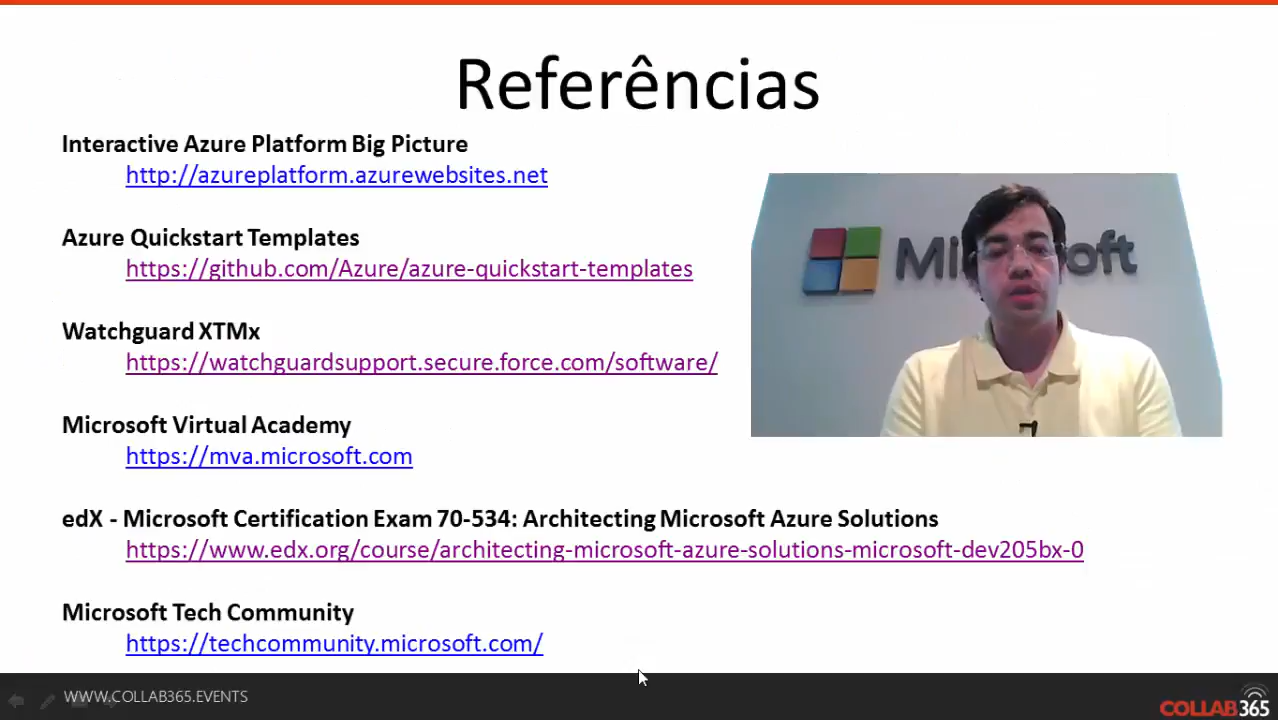 Referências
Interactive Azure Platform Big Picture
http://azureplatform.azurewebsites.net
Azure Quickstart Templates
https://github.com/Azure/azure-quickstart-templates
Watchguard XTMx
https://watchguardsupport.secure.force.com/software/
Microsoft Virtual Academy
https://mva.microsoft.com
edX - Microsoft Certification Exam 70-534: Architecting Microsoft Azure Solutions
https://www.edx.org/course/architecting-microsoft-azure-solutions-microsoft-dev205bx-0
Microsoft Tech Community
https://techcommunity.microsoft.com/
Mi soft
WWW.COLLAB365.EVENTS
COLLAB365